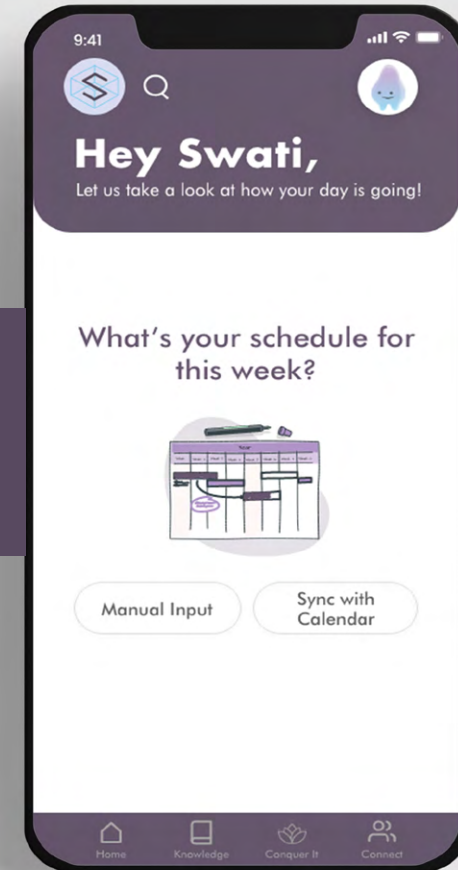 9:41
Hey Swati,
Let us take a look at how your day is going!
What's your schedule for
this week?
Manual Input
Sync with
Calendar
Home
Knowledge
Conquer It
Connect